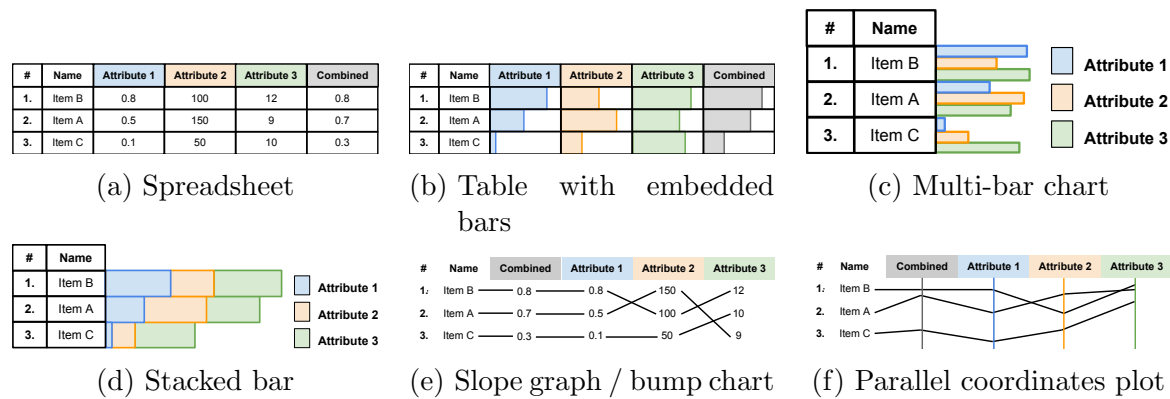 # Name Attribute 1 Attribute 2 Attribute 3 Combined
1. Item B 0.8 100 12 0.8
2. Item A 0.5 150 9 0.7
3. Item C 0.1 50 10 0.3
(a) Spreadsheet
# Name Attribute 1 Attribute 2 Attribute 3 Combined
1. Item B
2. Item A
3. Item C
(b) Table with embedded
bars
# Name
1. Item B
2. Item A
3. Item C
Attribute 1
Attribute 2
Attribute 3
(c) Multi-bar chart
# Name
1. Item B
2. Item A
3. Item C
Attribute 1
Attribute 2
Attribute 3
(d) Stacked bar
# Name Combined Attribute 1 Attribute 2 Attribute 3
1. Item B 0.8 0.8 150 12
2. Item A 0.7 0.5 100 10
3. Item C 0.3 0.1 50 9
(e) Slope graph / bump chart
# Name Combined Attribute 1 Attribute 2 Attribute 3
1. Item B
2. Item A
3. Item C
(f) Parallel coordinates plot